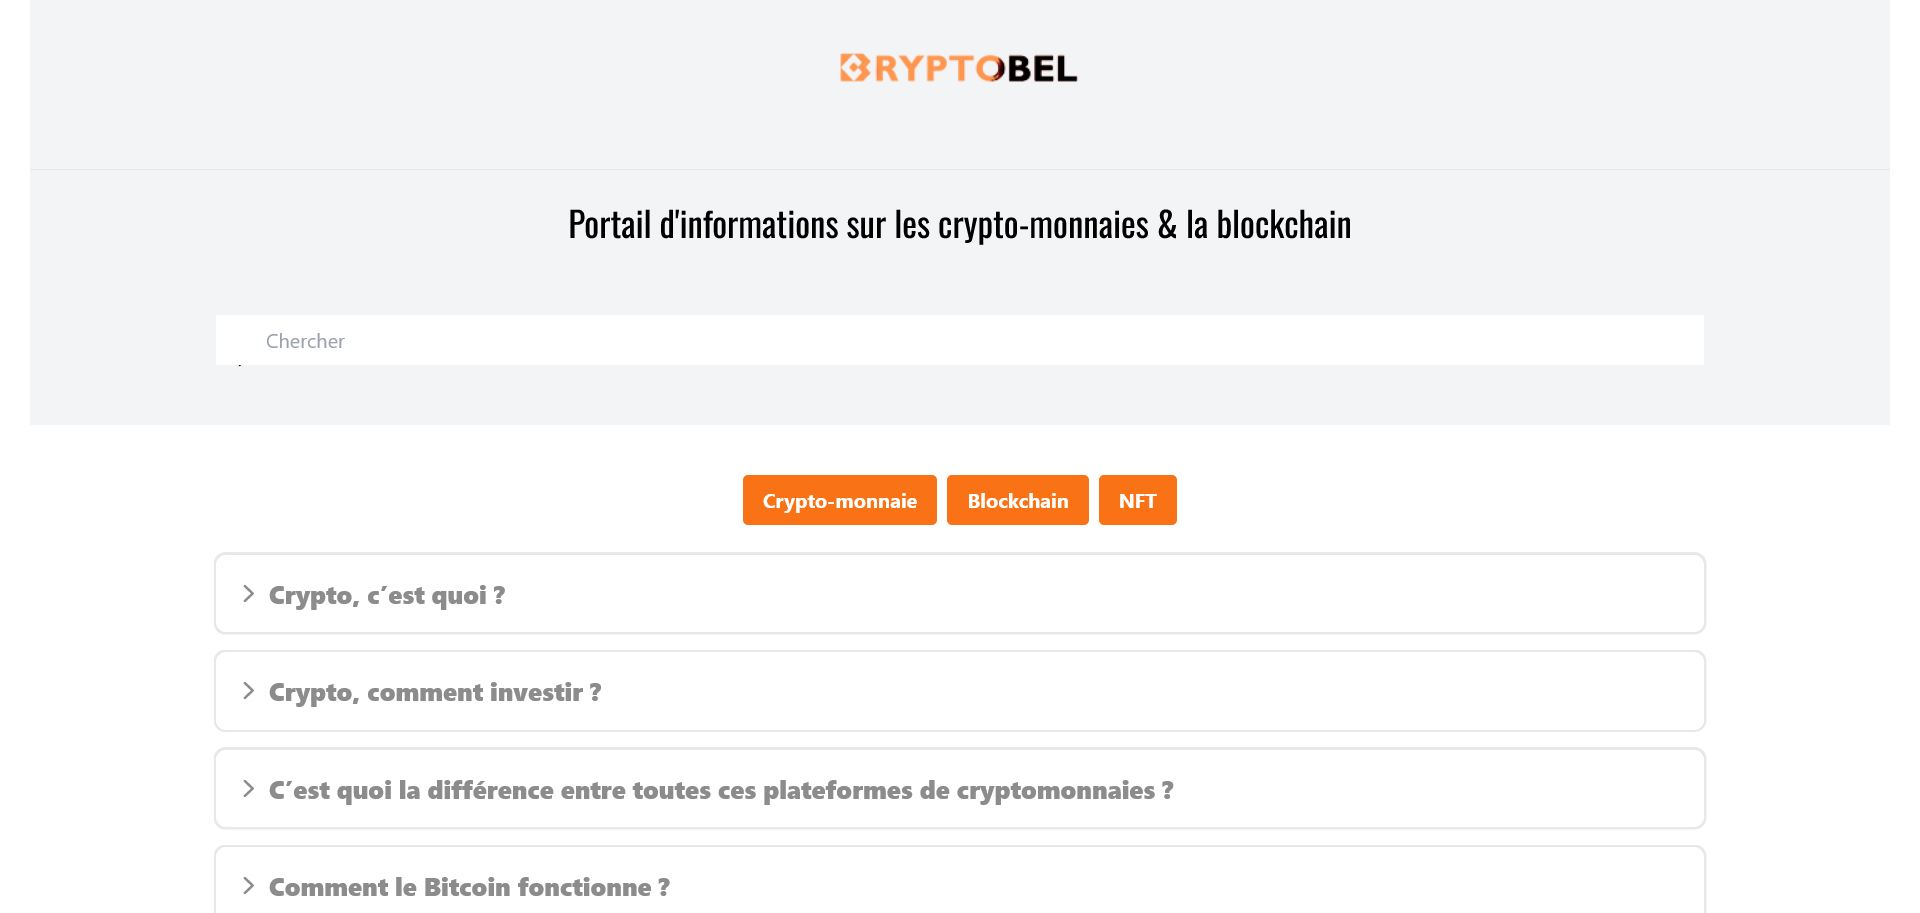 CRYPTOBEL
Portail d'informations sur les crypto-monnaies & la blockchain
Chercher
Crypto-monnaie Blockchain NFT
Crypto, c’est quoi ?
Crypto, comment investir ?
C’est quoi la différence entre toutes ces plateformes de cryptomonnaies ?
Comment le Bitcoin fonctionne ?